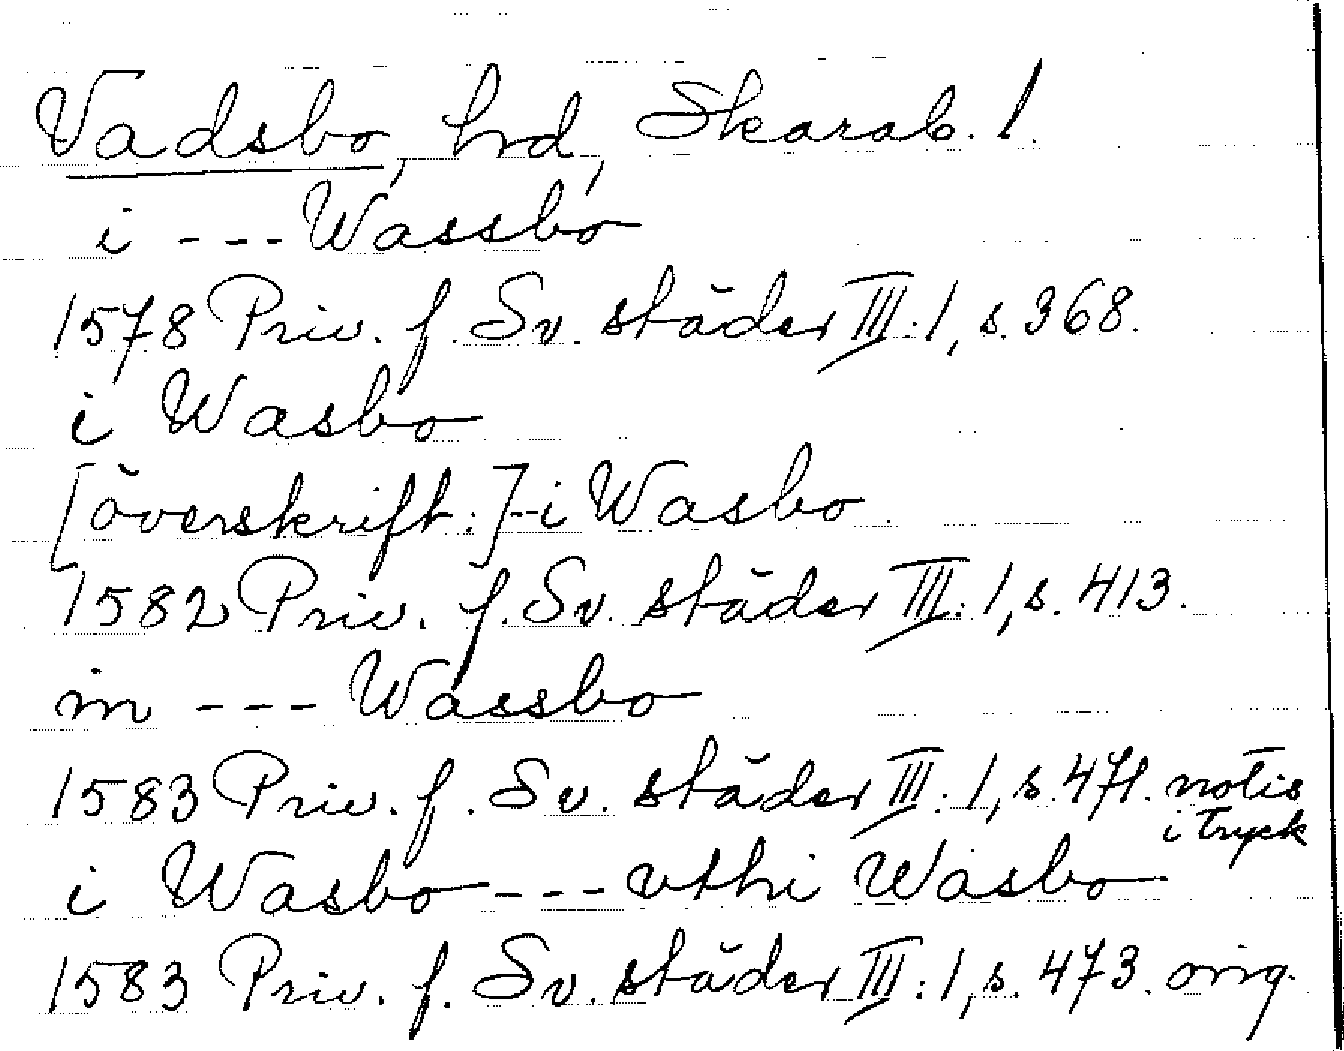 Vadsbo, hrd, Skarab. l.
i --- Wassbo
1578 Priv. f. Sv. städer III:1, s. 368.
i Wasbo
[överskrift:] -- i Wasbo
1582 Priv. f. Sv. städer III:1, s. 413.
in --- Wassbo
1583 Priv. f. Sv. städer III:1, s. 471. notis
i tryck
i Wasbo --- vthi Wasbo
1583 Priv. f. Sv. städer III:1, s. 473. orig.